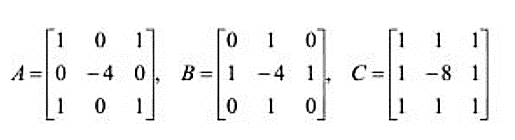 A = [1 0 1; 0 -4 0; 1 0 1], B = [0 1 0; 1 -4 1; 0 1 0], C = [1 1 1; 1 -8 1; 1 1 1]